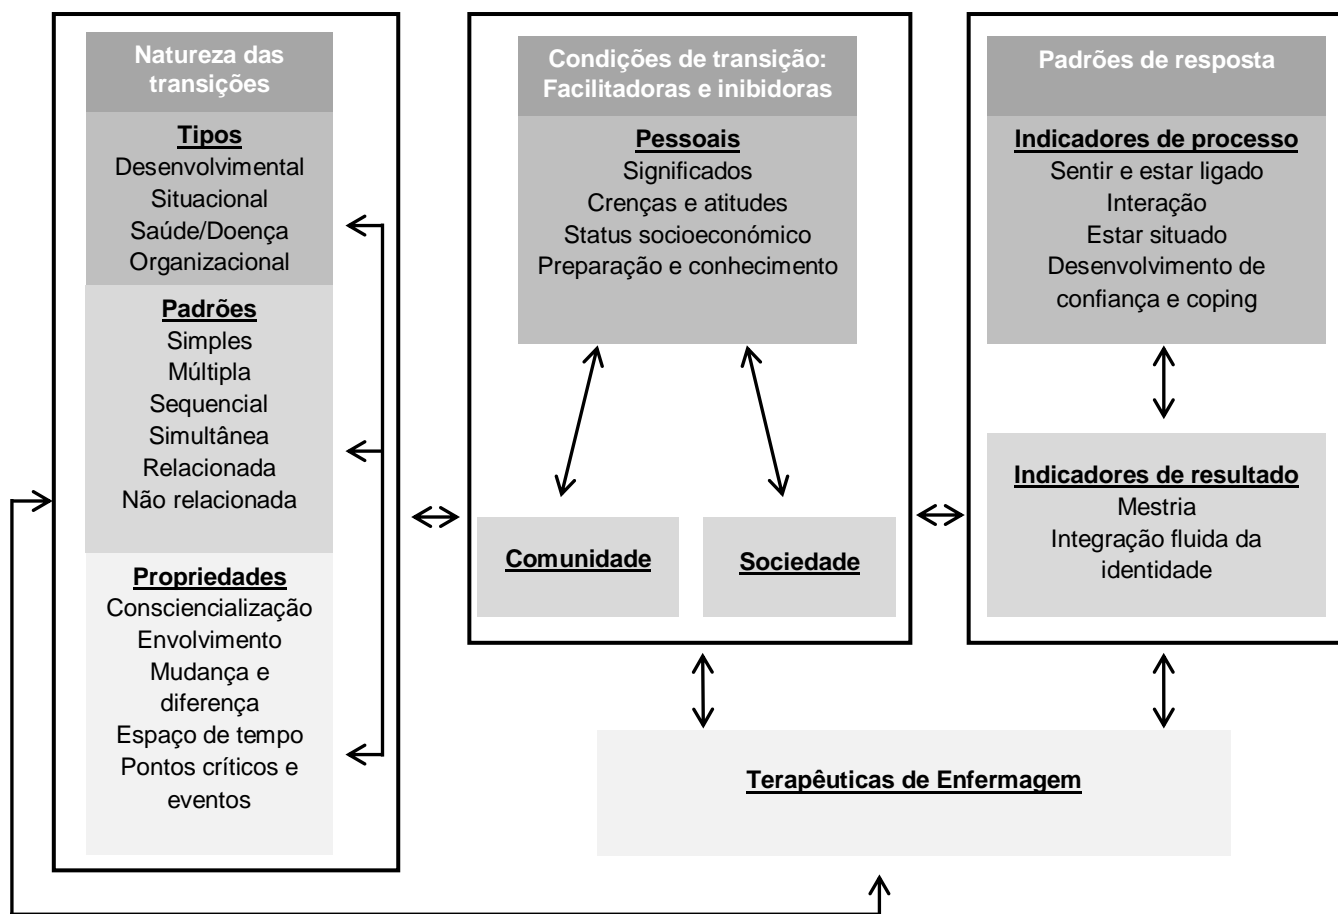 Natureza das
transições
Tipos
Desenvolvimental
Situacional
Saúde/Doença
Organizacional
Padrões
Simples
Múltipla
Sequencial
Simultânea
Relacionada
Não relacionada
Propriedades
Consciencialização
Envolvimento
Mudança e
diferença
Espaço de tempo
Pontos críticos e
eventos
Condições de transição:
Facilitadoras e inibidoras
Pessoais
Significados
Crenças e atitudes
Status socioeconómico
Preparação e conhecimento
Comunidade
Sociedade
Padrões de resposta
Indicadores de processo
Sentir e estar ligado
Interação
Estar situado
Desenvolvimento de
confiança e coping
Indicadores de resultado
Mestria
Integração fluida da
identidade
Terapêuticas de Enfermagem